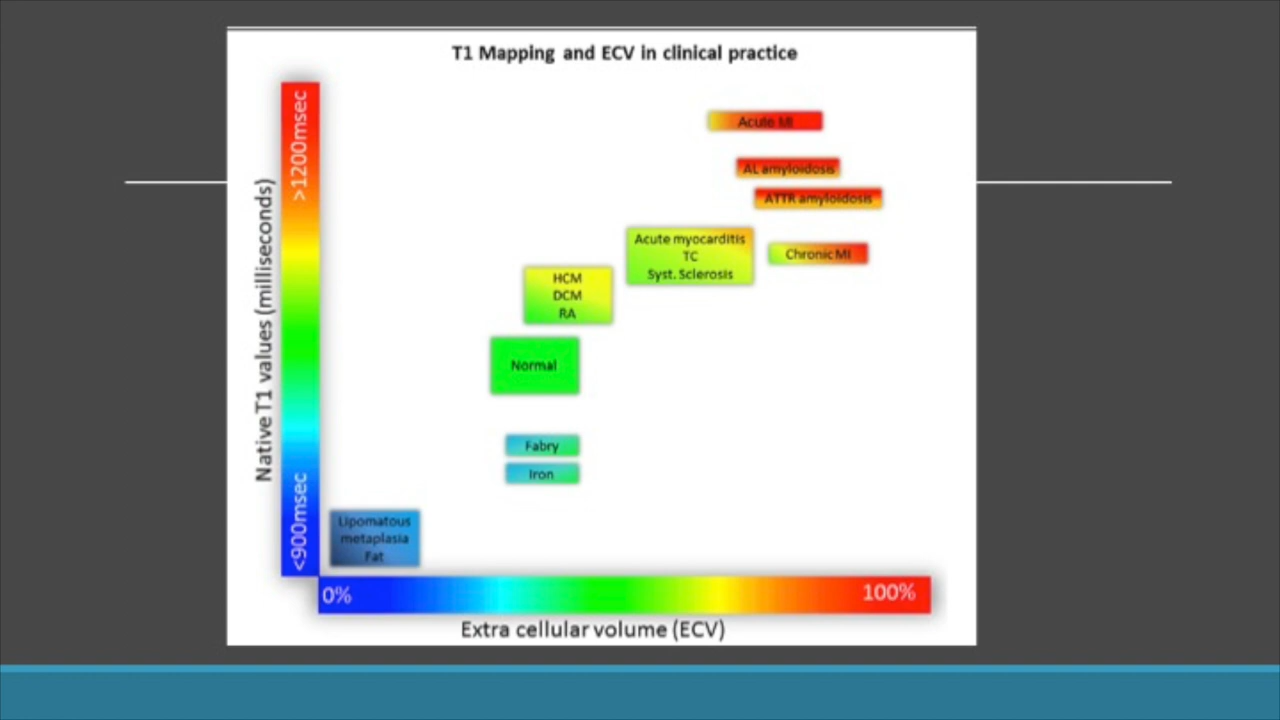 T1 Mapping and ECV in clinical practice
>1200msec
Native T1 values (milliseconds)
<900msec
Acute MI
AL amyloidosis
ATTR amyloidosis
Acute myocarditis
TC
Syst. Sclerosis
Chronic MI
HCM
DCM
RA
Normal
Fabry
Iron
Lipomatous
metaplasia
Fat
0%
100%
Extra cellular volume (ECV)